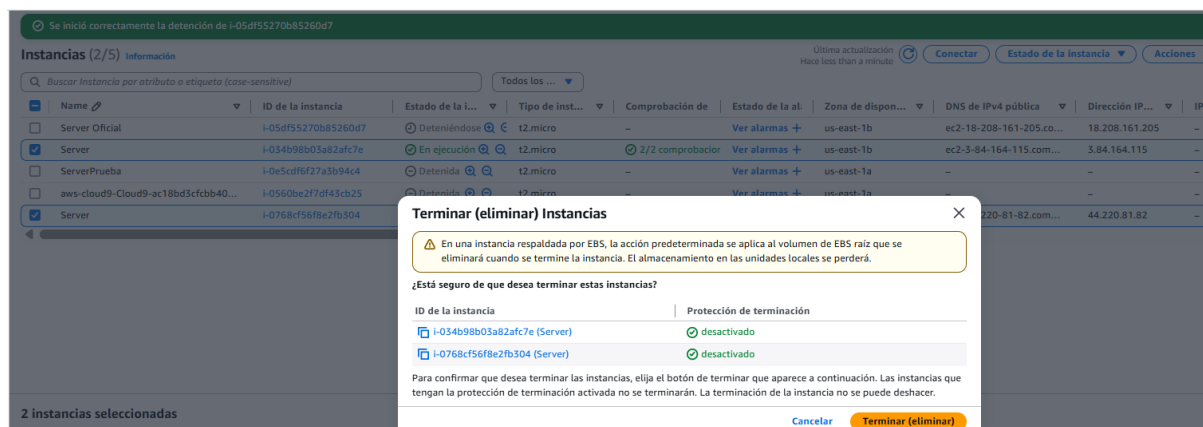 Se inició correctamente la detención de i-05df55270b85260d7
Instancias (2/5) Información
Última actualización
Hace less than a minute
Conectar
Estado de la instancia
Acciones
Buscar Instancia por atributo o etiqueta (case-sensitive)
Todos los ...
Name ID de la instancia Estado de la i... Tipo de inst... Comprobación de Estado de la al Zona de dispon... DNS de IPv4 pública Dirección IP... IP
Server Oficial i-05df55270b85260d7 Deteniéndose t2.micro – Ver alarmas + us-east-1b ec2-18-208-161-205.co... 18.208.161.205 –
Server i-034b98b03a82afc7e En ejecución t2.micro 2/2 comprobacion Ver alarmas + us-east-1b ec2-3-84-164-115.com... 3.84.164.115 –
ServerPrueba i-0e5cdf6f27a3b94c4 Detenida t2.micro – Ver alarmas + us-east-1a – – –
aws-cloud9-Cloud9-ac18bd3cfcbb40... i-0560be2f7df43cb25 Detenida t2.micro – Ver alarmas + us-east-1a – – –
Server i-0768cf56f8e2fb304 220-81-82.com... 44.220.81.82 –
Terminar (eliminar) Instancias
En una instancia respaldada por EBS, la acción predeterminada se aplica al volumen de EBS raíz que se
eliminará cuando se termine la instancia. El almacenamiento en las unidades locales se perderá.
¿Está seguro de que desea terminar estas instancias?
ID de la instancia Protección de terminación
i-034b98b03a82afc7e (Server) desactivado
i-0768cf56f8e2fb304 (Server) desactivado
Para confirmar que desea terminar las instancias, elija el botón de terminar que aparece a continuación. Las instancias que
tengan la protección de terminación activada no se terminarán. La terminación de la instancia no se puede deshacer.
Cancelar Terminar (eliminar)
2 instancias seleccionadas